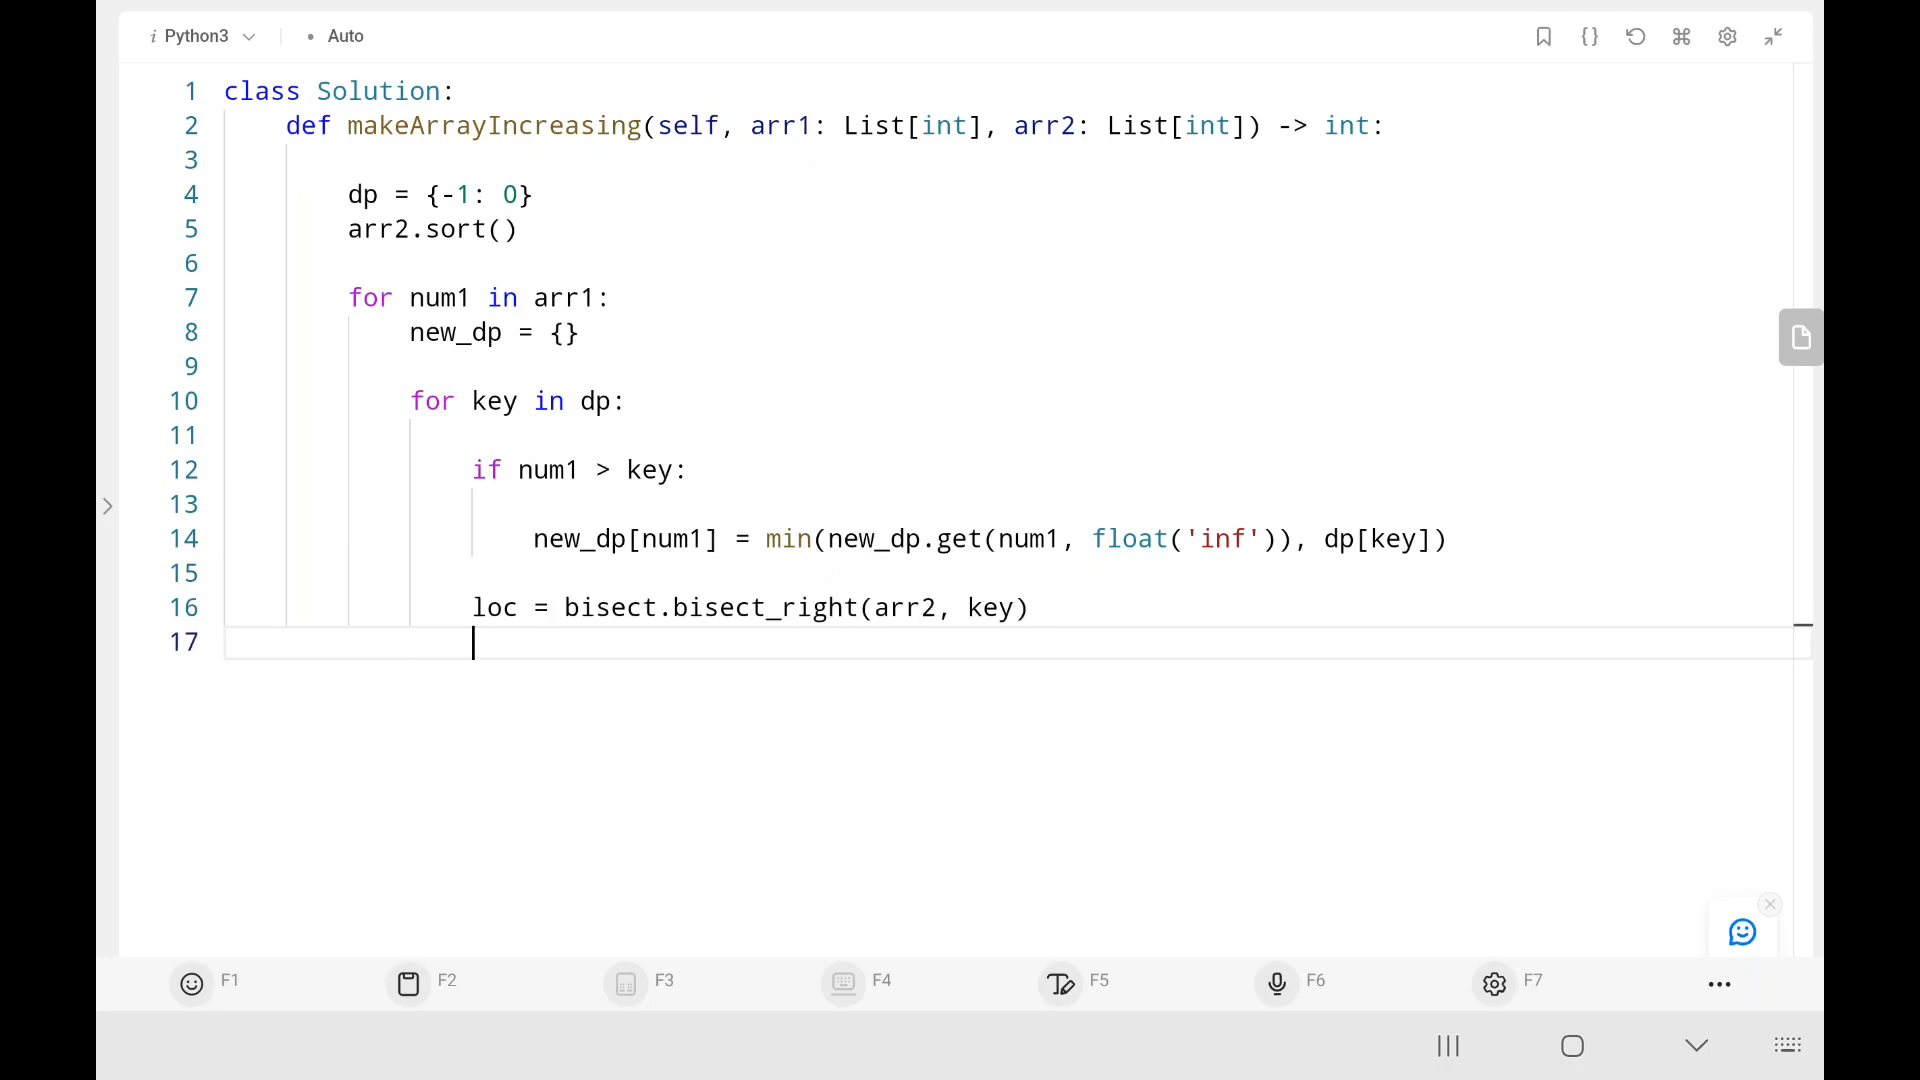 i Python3 • Auto
1 class Solution:
2 def makeArrayIncreasing(self, arr1: List[int], arr2: List[int]) -> int:
3
4 dp = {-1: 0}
5 arr2.sort()
6
7 for num1 in arr1:
8 new_dp = {}
9
10 for key in dp:
11
12 if num1 > key:
13
14 new_dp[num1] = min(new_dp.get(num1, float('inf')), dp[key])
15
16 loc = bisect.bisect_right(arr2, key)
17
F1 F2 F3 F4 F5 F6 F7